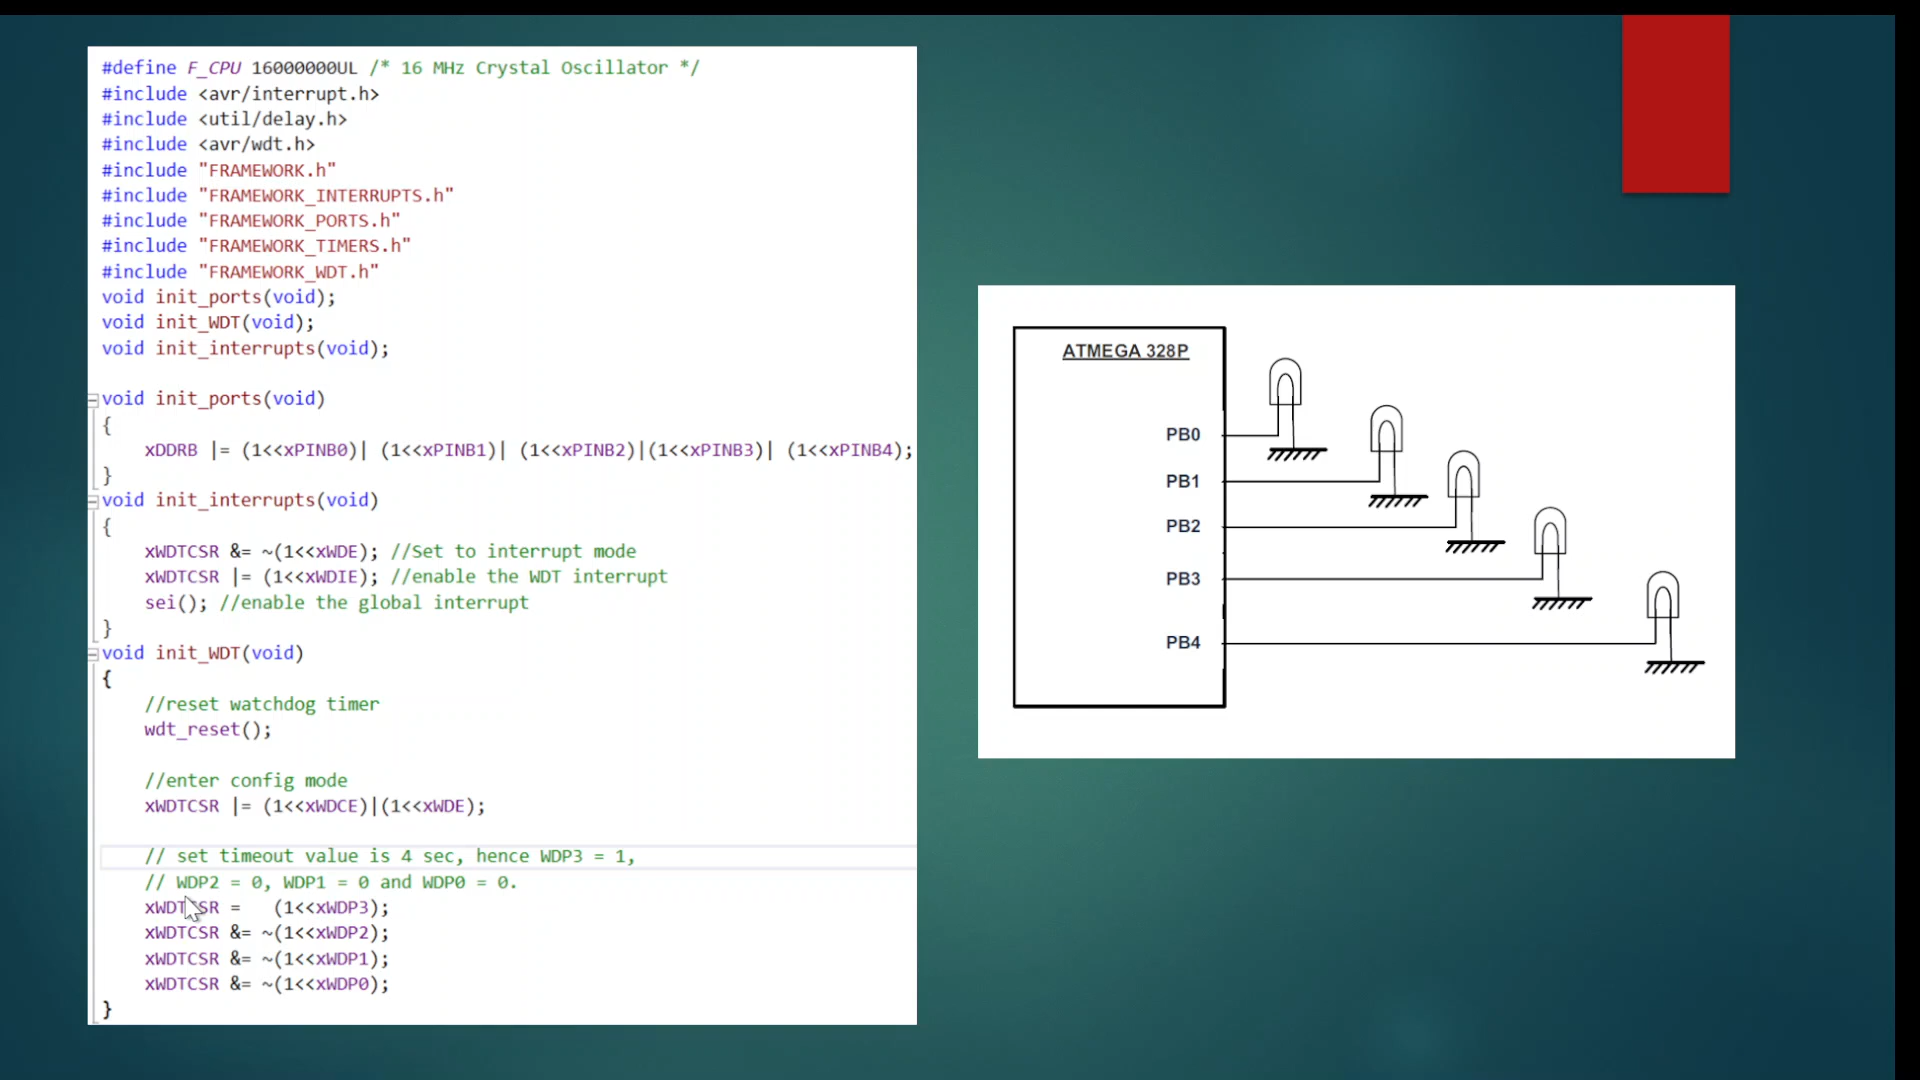 #define F_CPU 16000000UL /* 16 MHz Crystal Oscillator */
#include <avr/interrupt.h>
#include <util/delay.h>
#include <avr/wdt.h>
#include "FRAMEWORK.h"
#include "FRAMEWORK_INTERRUPTS.h"
#include "FRAMEWORK_PORTS.h"
#include "FRAMEWORK_TIMERS.h"
#include "FRAMEWORK_WDT.h"
void init_ports(void);
void init_WDT(void);
void init_interrupts(void);
void init_ports(void)
{
xDDRB |= (1<<xPINB0)| (1<<xPINB1)| (1<<xPINB2)|(1<<xPINB3)| (1<<xPINB4);
}
void init_interrupts(void)
{
xWDTCSR &= ~(1<<xWDE); //Set to interrupt mode
xWDTCSR |= (1<<xWDIE); //enable the WDT interrupt
sei(); //enable the global interrupt
}
void init_WDT(void)
{
//reset watchdog timer
wdt_reset();
//enter config mode
xWDTCSR |= (1<<xWDCE)|(1<<xWDE);
// set timeout value is 4 sec, hence WDP3 = 1,
// WDP2 = 0, WDP1 = 0 and WDP0 = 0.
xWDTCSR = (1<<xWDP3);
xWDTCSR &= ~(1<<xWDP2);
xWDTCSR &= ~(1<<xWDP1);
xWDTCSR &= ~(1<<xWDP0);
}
ATMEGA 328P
PB0
PB1
PB2
PB3
PB4